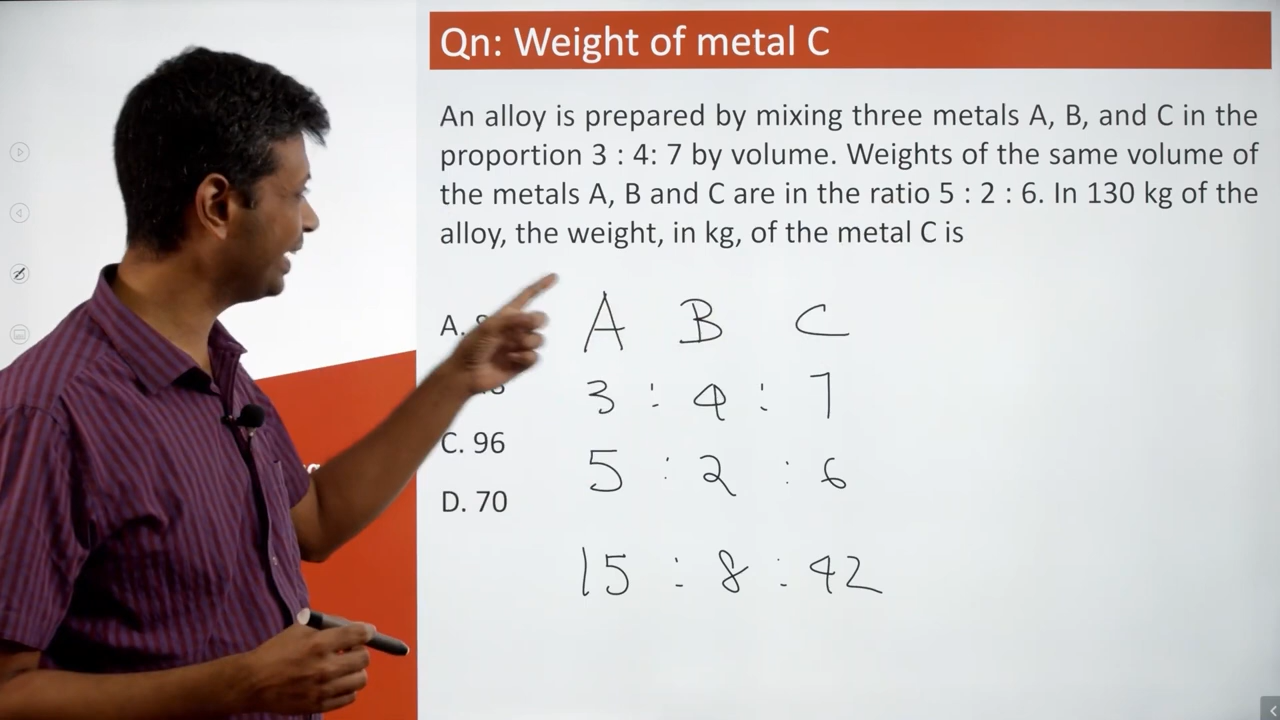 Qn: Weight of metal C
An alloy is prepared by mixing three metals A, B, and C in the
proportion 3 : 4: 7 by volume. Weights of the same volume of
the metals A, B and C are in the ratio 5 : 2 : 6. In 130 kg of the
alloy, the weight, in kg, of the metal C is
A.
C. 96
D. 70
A B C
3 : 4 : 7
5 : 2 : 6
15 : 8 : 42